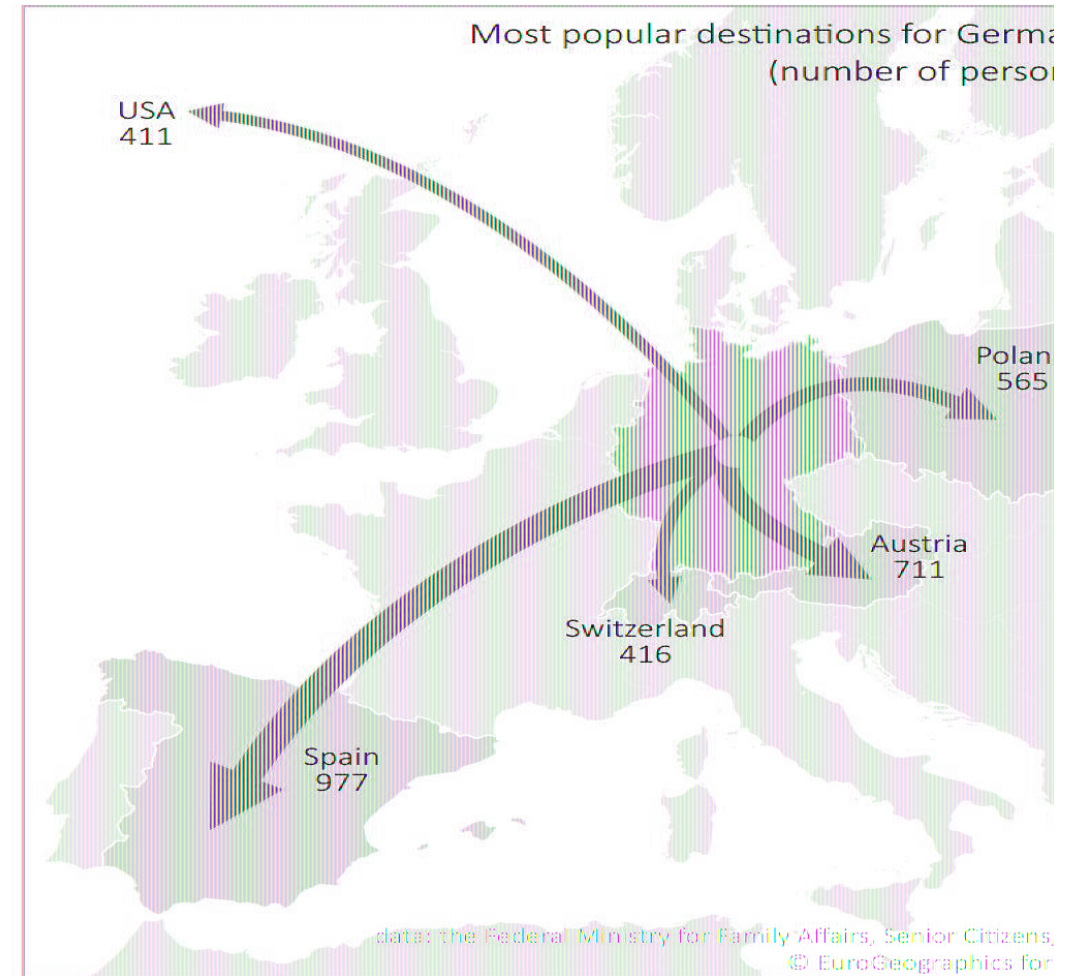 Most popular destinations for Germa
(number of perso
USA
411
Polan
565
Austria
711
Switzerland
416
Spain
977
data: the Federal Ministry for Family Affairs, Senior Citizens,
© EuroGeographics for